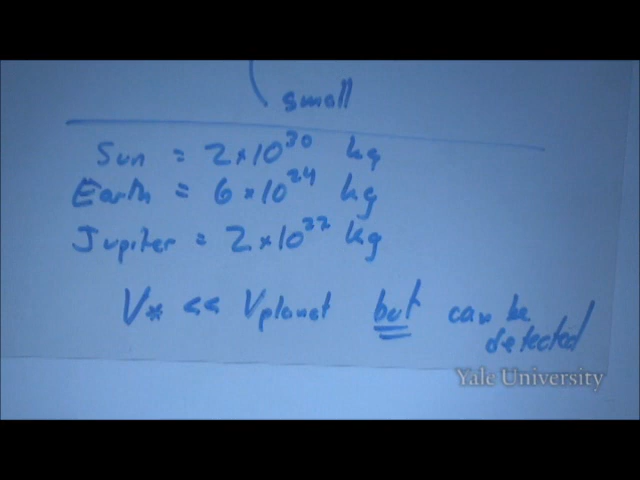 small
Sun = 2×10³⁰ kg
Earth = 6×10²⁴ kg
Jupiter = 2×10²⁷ kg
V* << Vplanet but can be
detected
Yale University